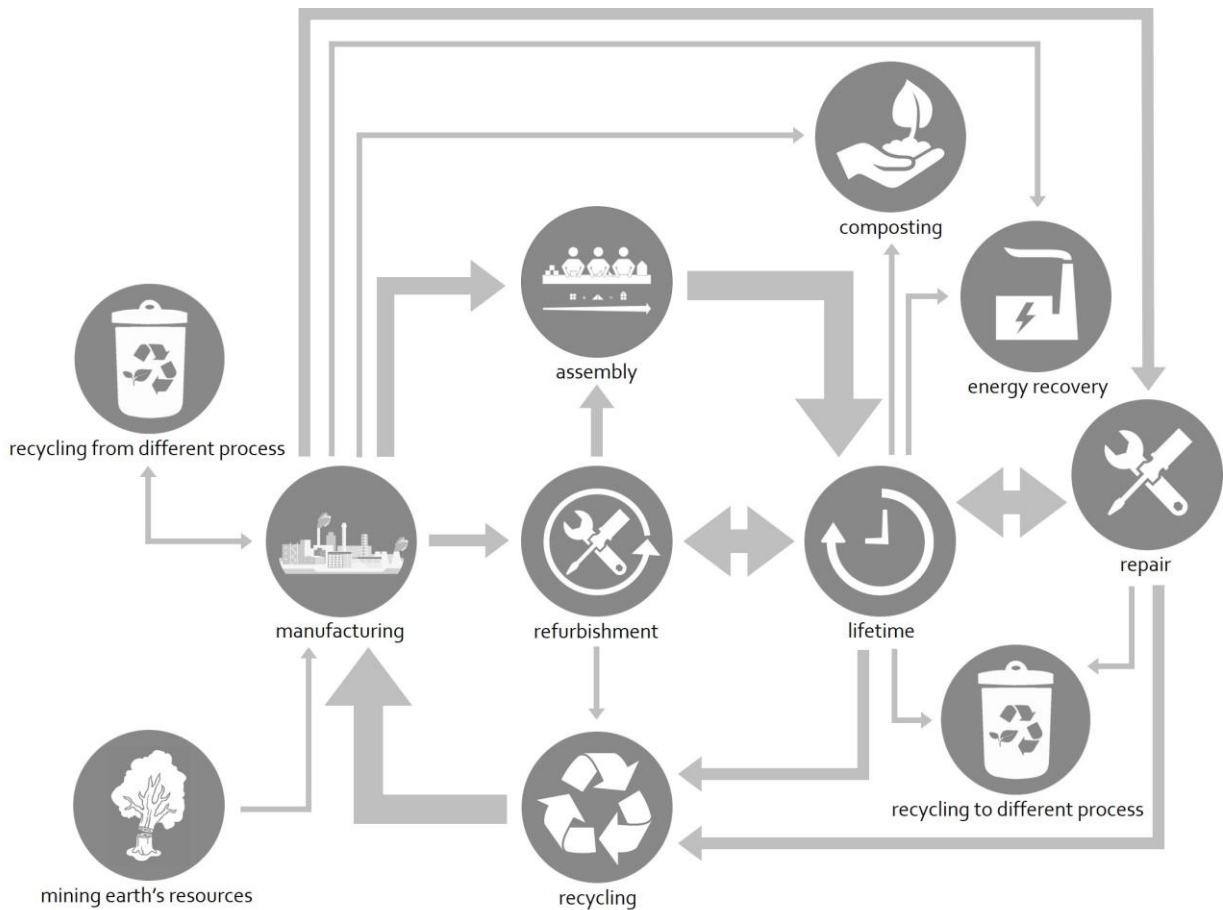 composting
assembly
energy recovery
recycling from different process
repair
manufacturing
refurbishment
lifetime
recycling to different process
mining earth's resources
recycling